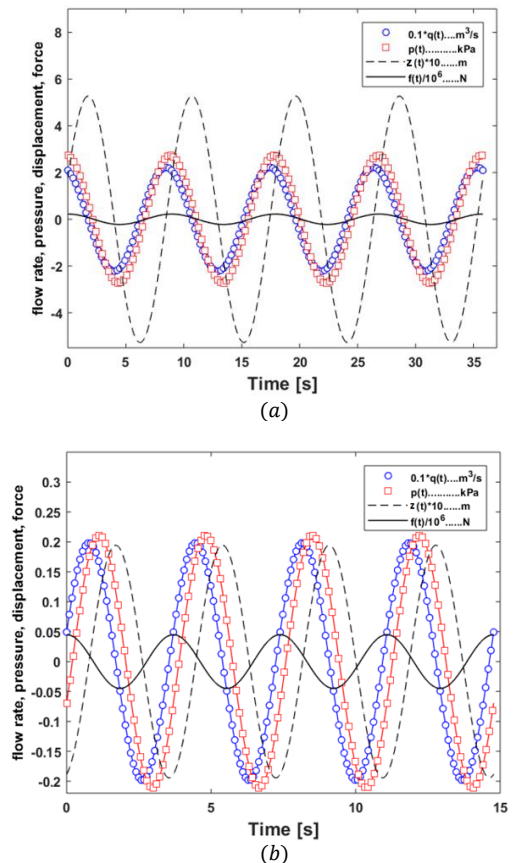 8
6
4
2
0
-2
-4
flow rate, pressure, displacement, force
0.1*q(t)....m³/s
p(t)...........kPa
z(t)*10......m
f(t)/10⁶......N
0 5 10 15 20 25 30 35
Time [s]
(a)
0.3
0.25
0.2
0.15
0.1
0.05
0
-0.05
-0.1
-0.15
-0.2
flow rate, pressure, displacement, force
0.1*q(t)....m³/s
p(t)...........kPa
z(t)*10......m
f(t)/10⁶......N
0 5 10 15
Time [s]
(b)